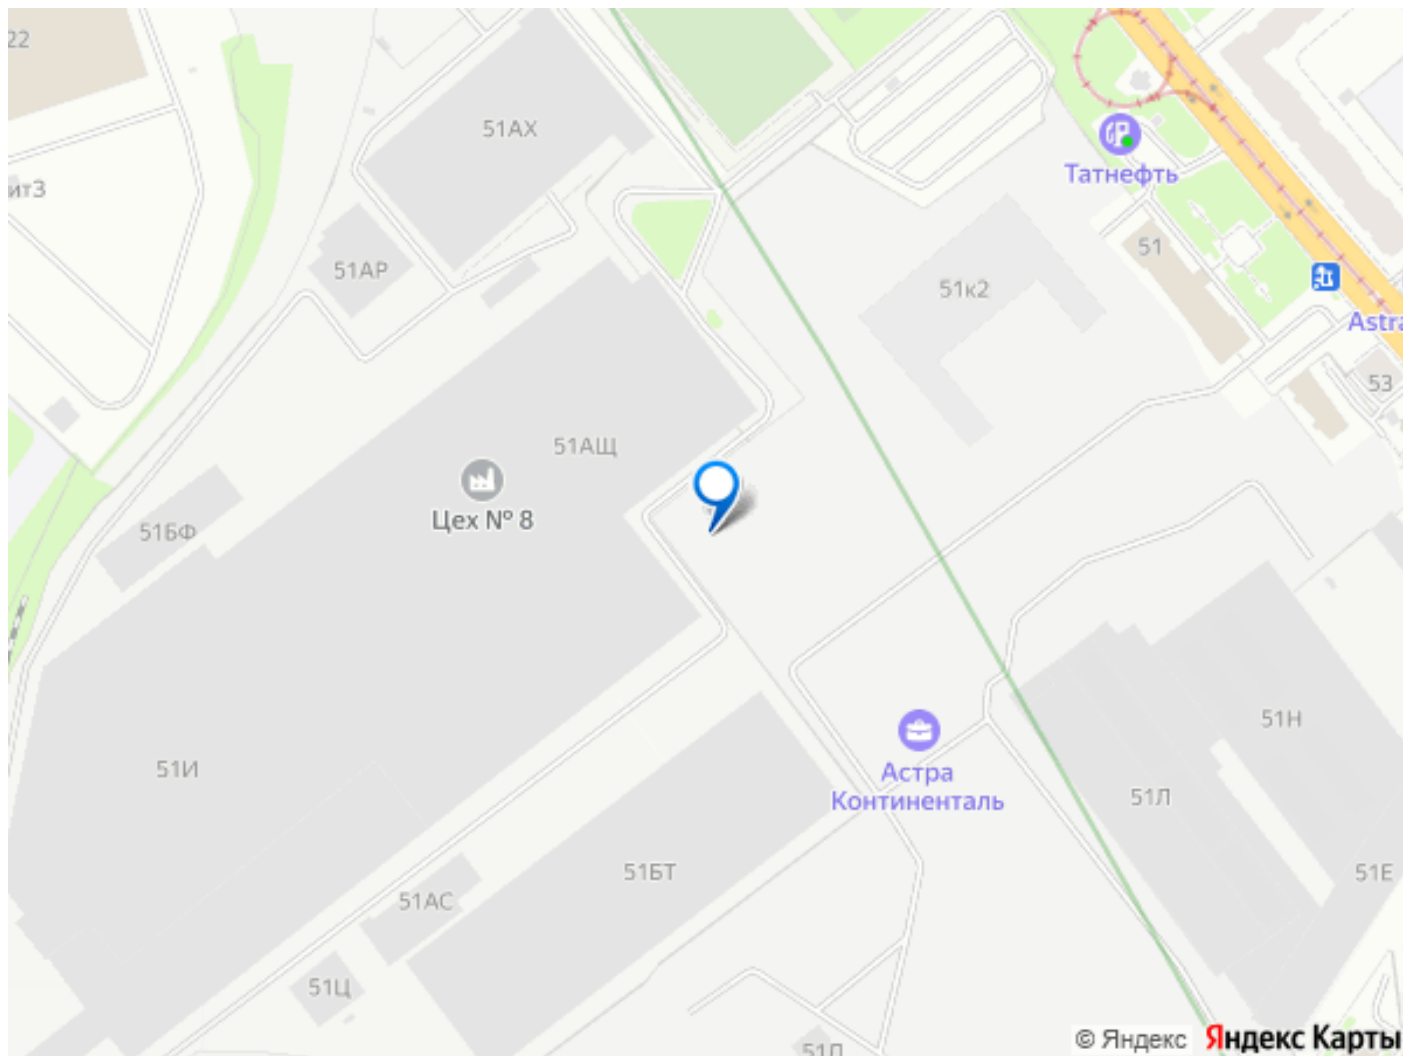 22
51АХ
ит3
Татнефть
51АР
51
51к2
Astra
53
51АЩ
Цех № 8
51БФ
51Н
51И
Астра
Континенталь
51Л
51БТ
51Е
51АС
51Ц
51П
© Яндекс
Яндекс Карты